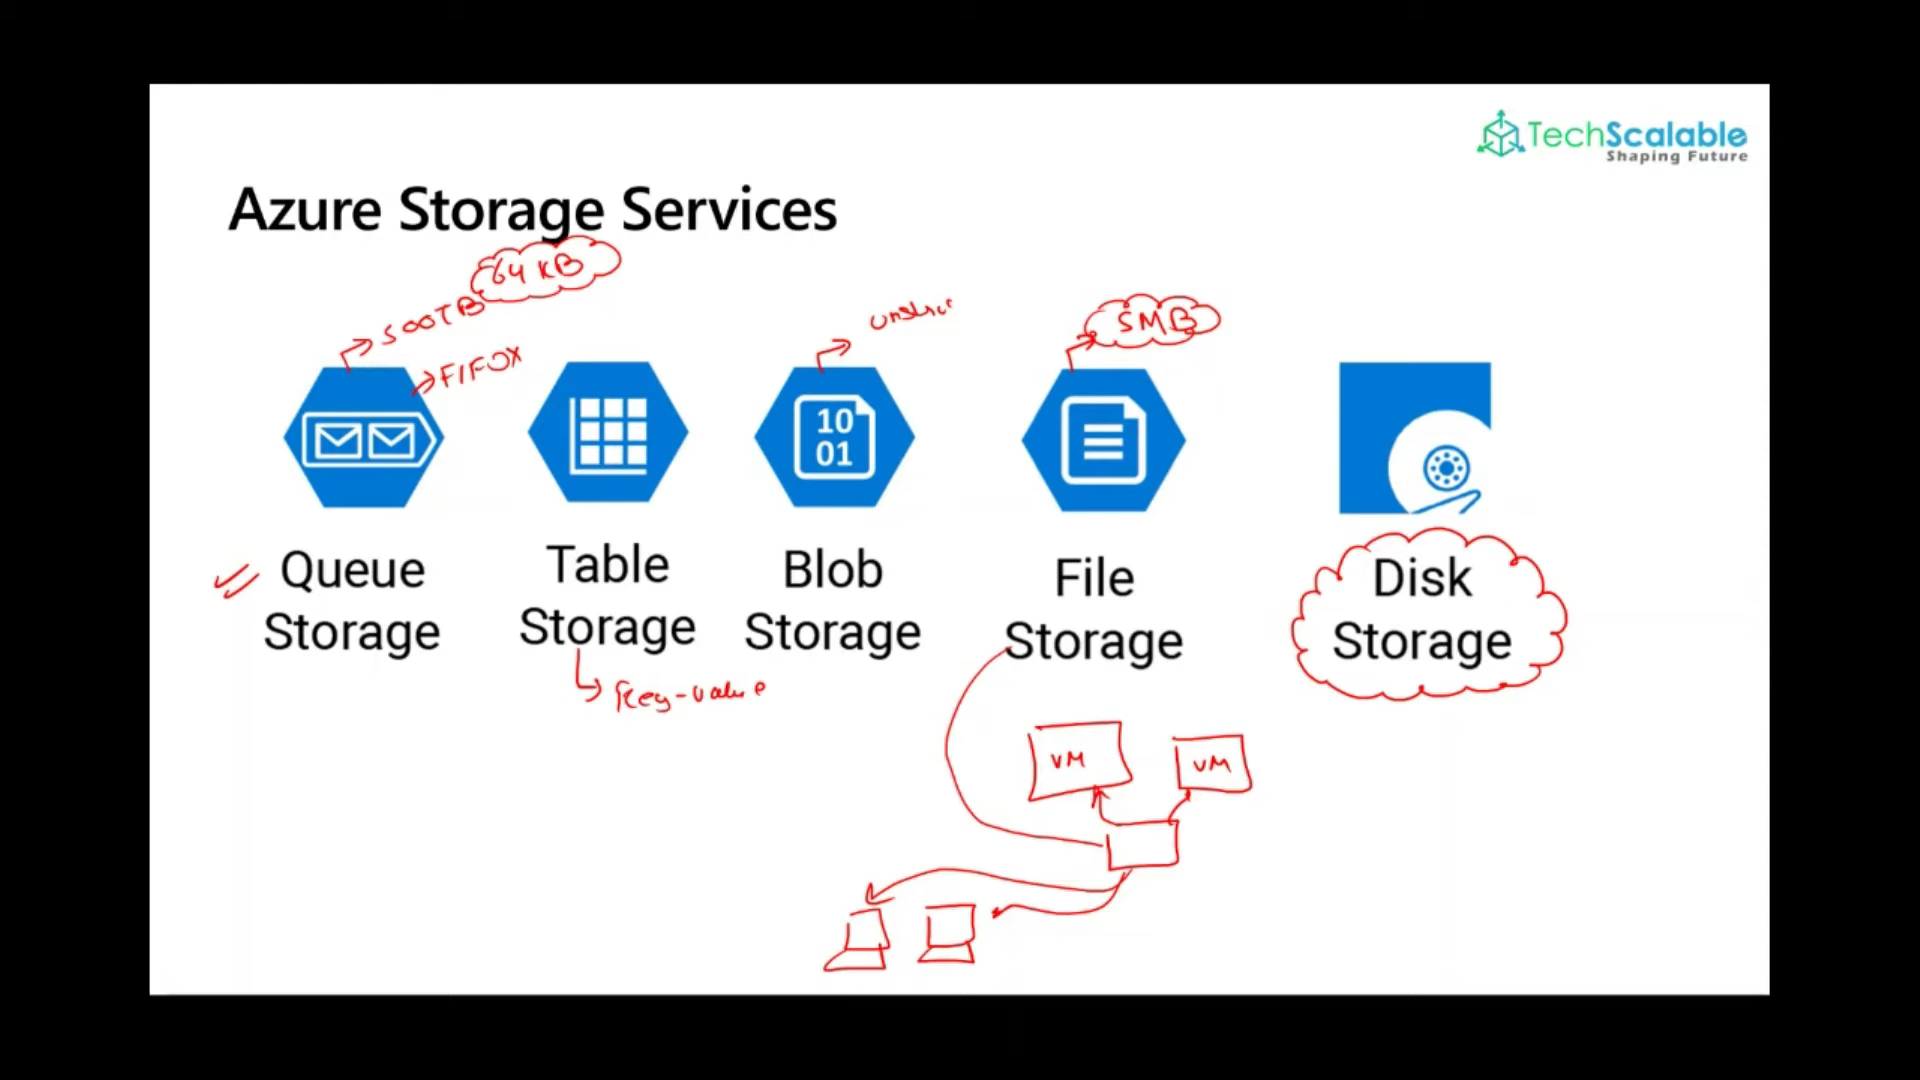 TechScalable
Shaping Future
Azure Storage Services
64 KB
500TB
FIFOX
unstruc
SMB
10
01
Queue
Storage
Table
Storage
Blob
Storage
File
Storage
Disk
Storage
Key-value
VM
VM